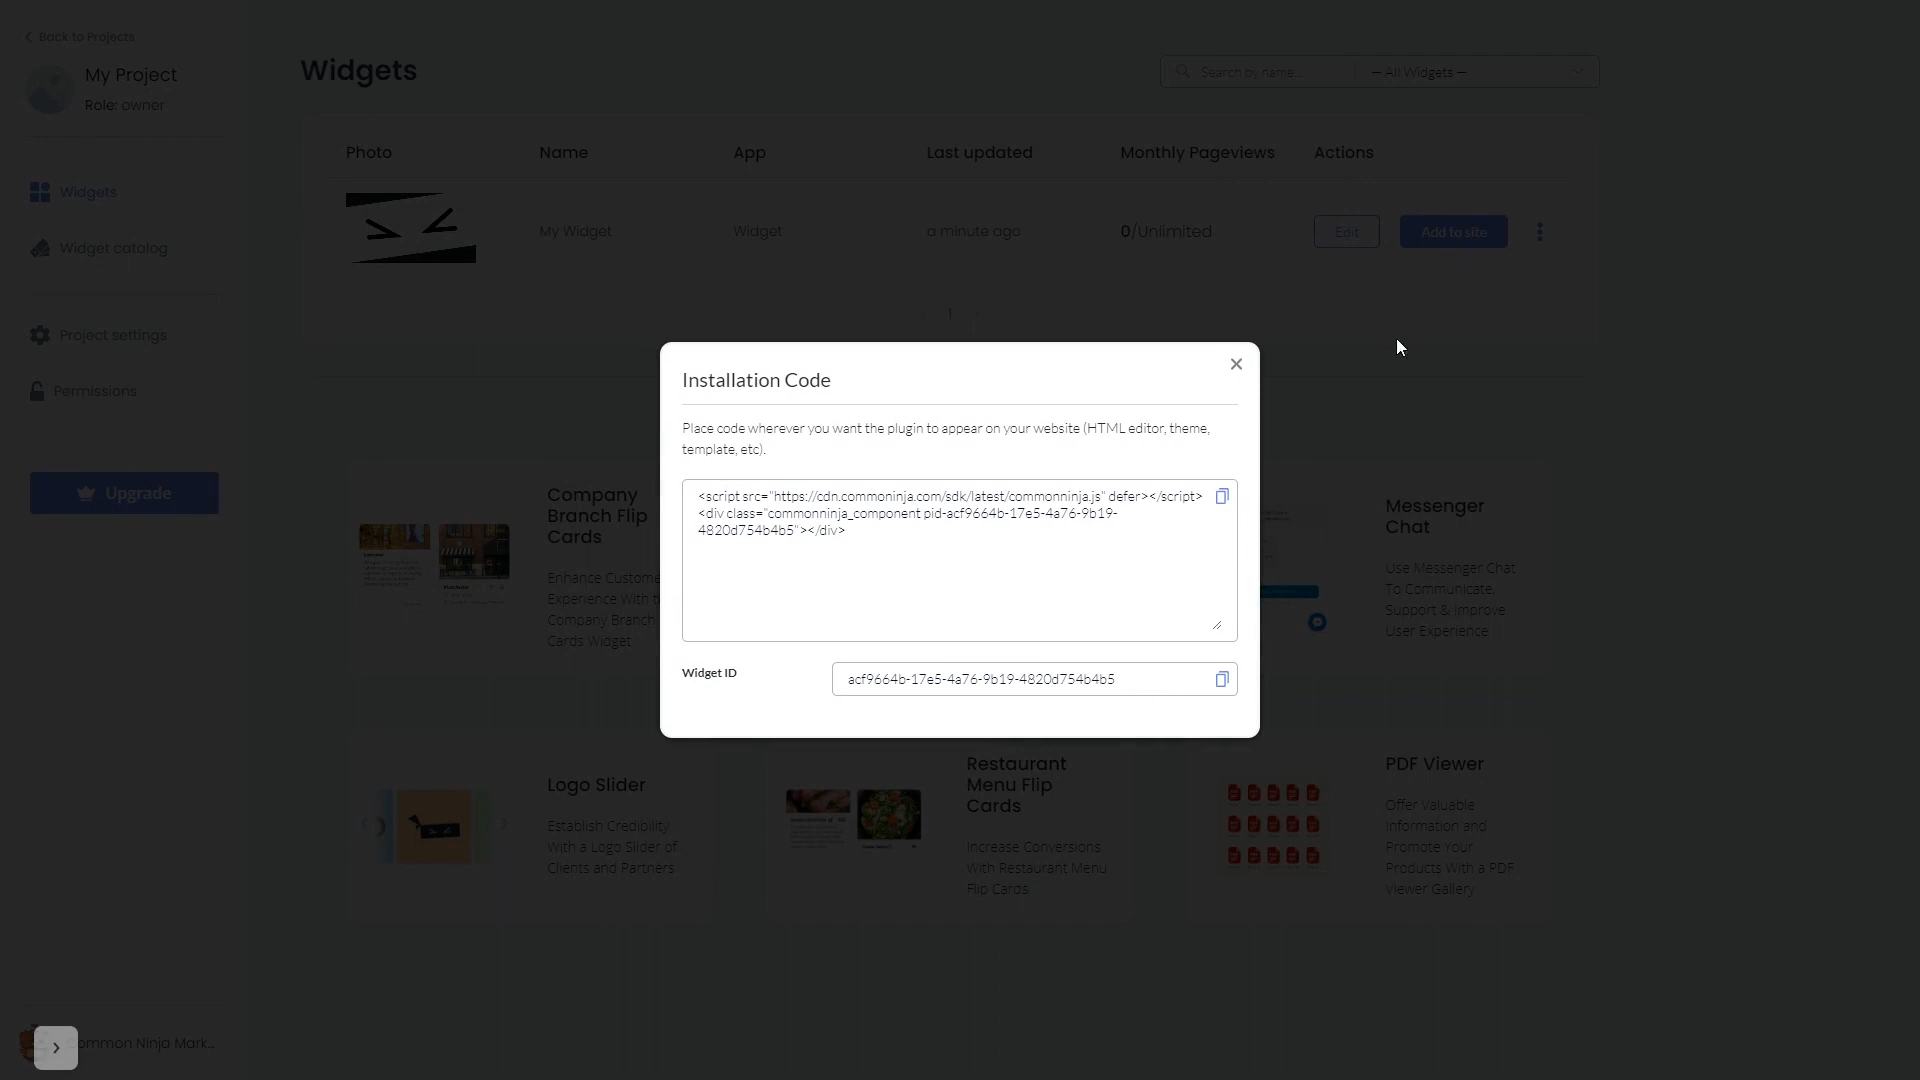 Back to Projects
My Project
Role: owner
Widgets
Widget catalog
Project settings
Permissions
Upgrade
Common Ninja Mark...
Widgets
Search by name...
— All Widgets —
Photo
Name
App
Last updated
Monthly Pageviews
Actions
My Widget
Widget
a minute ago
0/Unlimited
Edit
Add to site
1
Installation Code
Place code wherever you want the plugin to appear on your website (HTML editor, theme,
template, etc).
<script src="https://cdn.commoninja.com/sdk/latest/commonninja.js" defer></script>
<div class="commonninja_component pid-acf9664b-17e5-4a76-9b19-
4820d754b4b5"></div>
Widget ID
acf9664b-17e5-4a76-9b19-4820d754b4b5
Company
Branch Flip
Cards
Enhance Custome
Experience With
Company Branch
Cards Widget
Messenger
Chat
Use Messenger Chat
To Communicate,
Support & Improve
User Experience
Logo Slider
Establish Credibility
With a Logo Slider of
Clients and Partners
Restaurant
Menu Flip
Cards
Increase Conversions
With Restaurant Menu
Flip Cards
PDF Viewer
Offer Valuable
Information and
Promote Your
Products With a PDF
Viewer Gallery